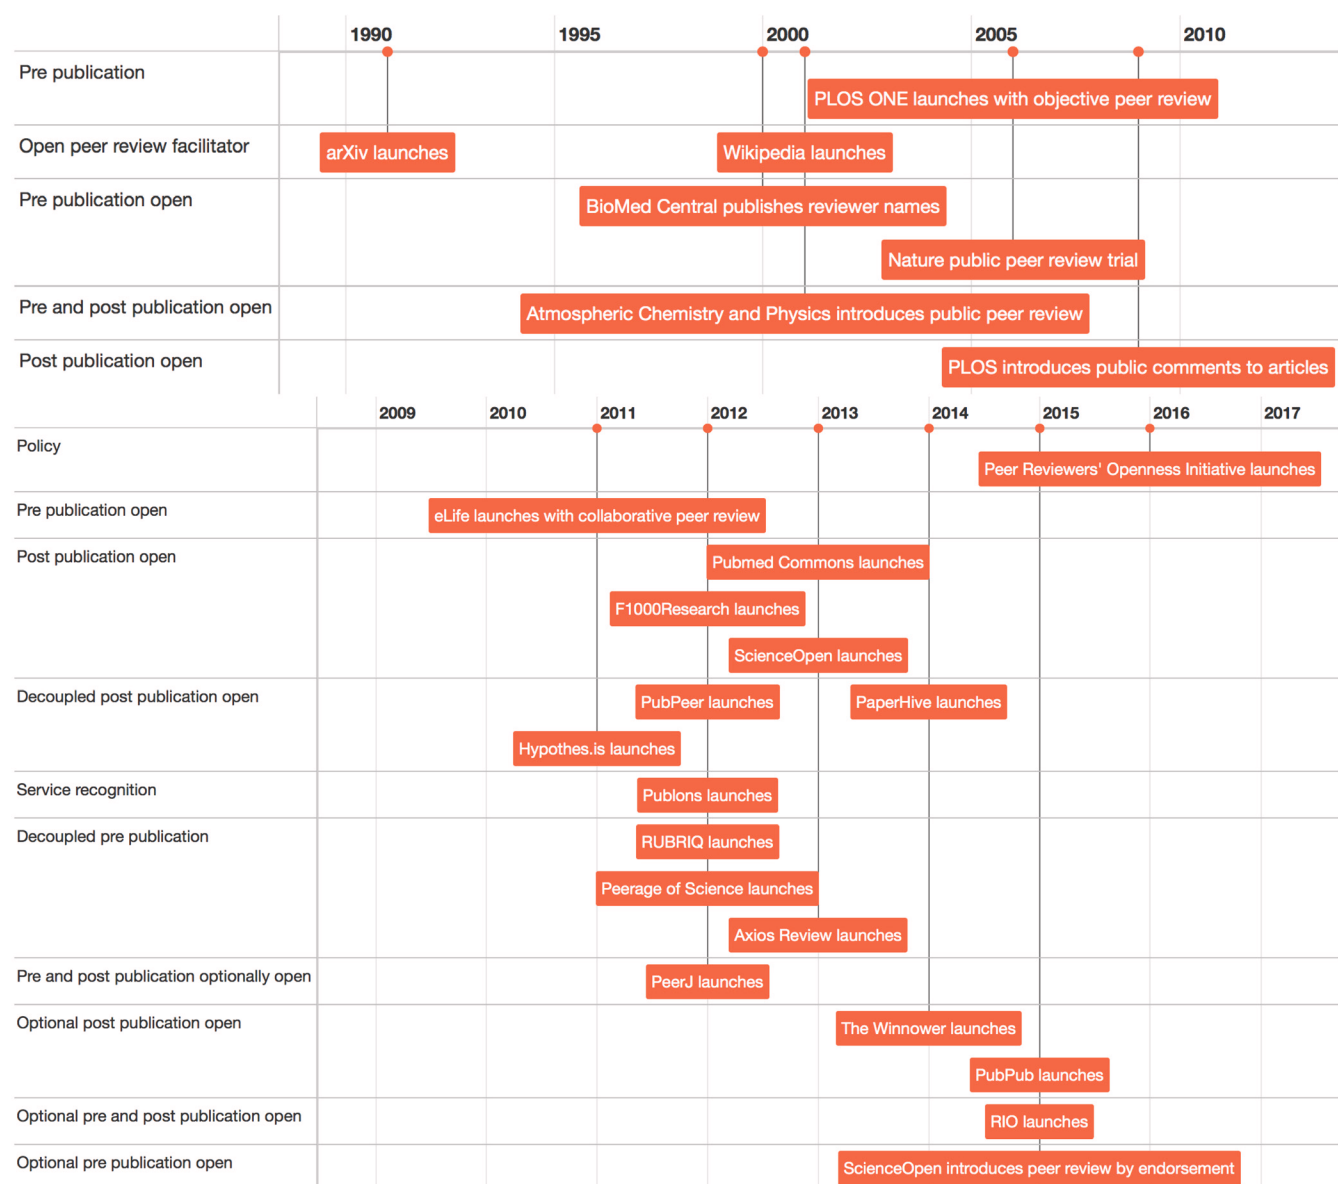 1990 1995 2000 2005 2010
Pre publication
PLOS ONE launches with objective peer review
Open peer review facilitator
arXiv launches
Wikipedia launches
Pre publication open
BioMed Central publishes reviewer names
Nature public peer review trial
Pre and post publication open
Atmospheric Chemistry and Physics introduces public peer review
Post publication open
PLOS introduces public comments to articles
2009 2010 2011 2012 2013 2014 2015 2016 2017
Policy
Peer Reviewers' Openness Initiative launches
Pre publication open
eLife launches with collaborative peer review
Post publication open
Pubmed Commons launches
F1000Research launches
ScienceOpen launches
Decoupled post publication open
PubPeer launches
PaperHive launches
Hypothes.is launches
Service recognition
Publons launches
Decoupled pre publication
RUBRIQ launches
Peerage of Science launches
Axios Review launches
Pre and post publication optionally open
PeerJ launches
Optional post publication open
The Winnower launches
PubPub launches
Optional pre and post publication open
RIO launches
Optional pre publication open
ScienceOpen introduces peer review by endorsement